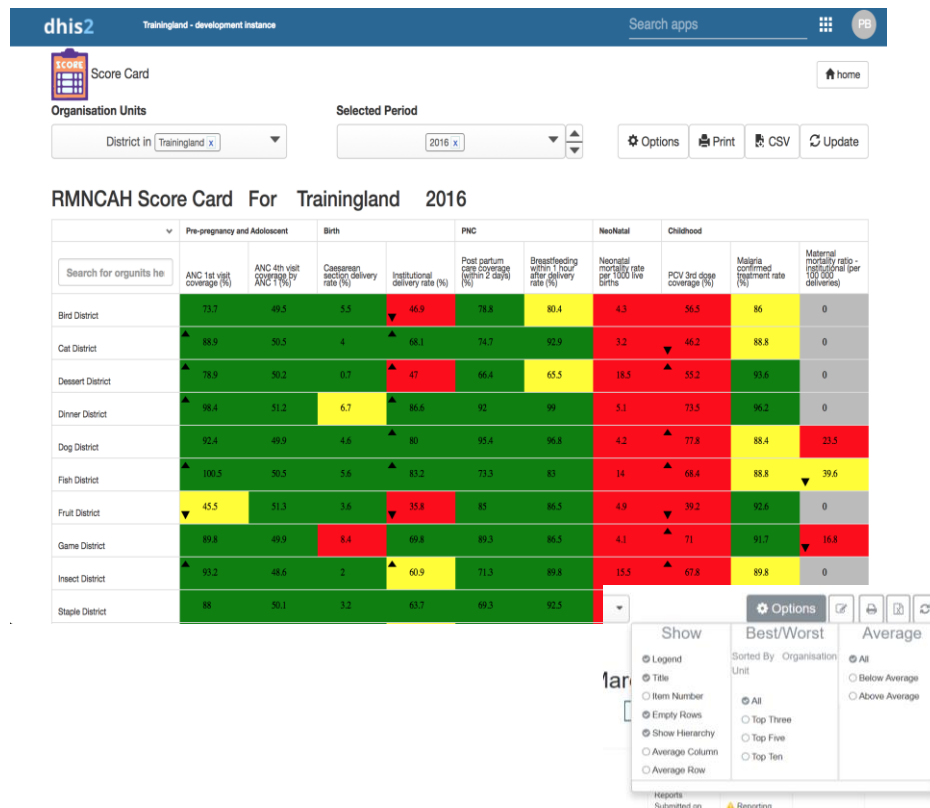 dhis2 Trainingland - development instance Search apps PB
SCORE
Score Card home
Organisation Units Selected Period
District in Trainingland x 2016 x Options Print CSV Update
RMNCAH Score Card For Trainingland 2016
Pre-pregnancy and Adoloscent Birth PNC NeoNatal Childhood
Search for orgunits he
ANC 1st visit coverage (%)
ANC 4th visit coverage by ANC 1 (%)
Caesarean section delivery rate (%)
Institutional delivery rate (%)
Post partum care coverage (within 2 days) (%)
Breastfeeding within 1 hour after delivery rate (%)
Neonatal mortality rate per 1000 live births
PCV 3rd dose coverage (%)
Malaria confirmed treatment rate (%)
Maternal mortality ratio - institutional (per 100 000 deliveries)
Bird District 73.7 49.5 5.5 46.9 78.8 80.4 4.3 56.5 86 0
Cat District 88.9 50.5 4 68.1 74.7 92.9 3.2 46.2 88.8 0
Dessert District 78.9 50.2 0.7 47 66.4 65.5 18.5 55.2 93.6 0
Dinner District 98.4 51.2 6.7 86.6 92 99 5.1 73.5 96.2 0
Dog District 92.4 49.9 4.6 80 95.4 96.8 4.2 77.8 88.4 23.5
Fish District 100.5 50.5 5.6 83.2 73.3 83 14 68.4 88.8 39.6
Fruit District 45.5 51.3 3.6 35.8 85 86.5 4.9 39.2 92.6 0
Game District 89.8 49.9 8.4 69.8 89.3 86.5 4.1 71 91.7 16.8
Insect District 93.2 48.6 2 60.9 71.3 89.8 15.5 67.8 89.8 0
Staple District 88 50.1 3.2 63.7 69.3 92.5
Options
Show Best/Worst Average
Legend
Title
Item Number
Empty Rows
Show Hierarchy
Average Column
Average Row
Sorted By Organisation
Unit
All
Top Three
Top Five
Top Ten
All
Below Average
Above Average
Reports
Submitted on Reporting